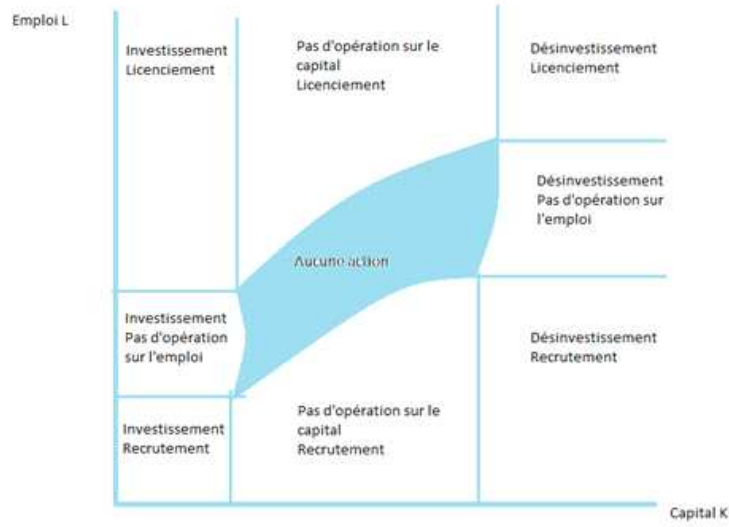 Emploi L
Investissement
Licenciement
Pas d'opération sur le
capital
Licenciement
Désinvestissement
Licenciement
Désinvestissement
Pas d'opération sur
l'emploi
Aucune action
Investissement
Pas d'opération
sur l'emploi
Désinvestissement
Recrutement
Investissement
Recrutement
Pas d'opération sur le
capital
Recrutement
Capital K